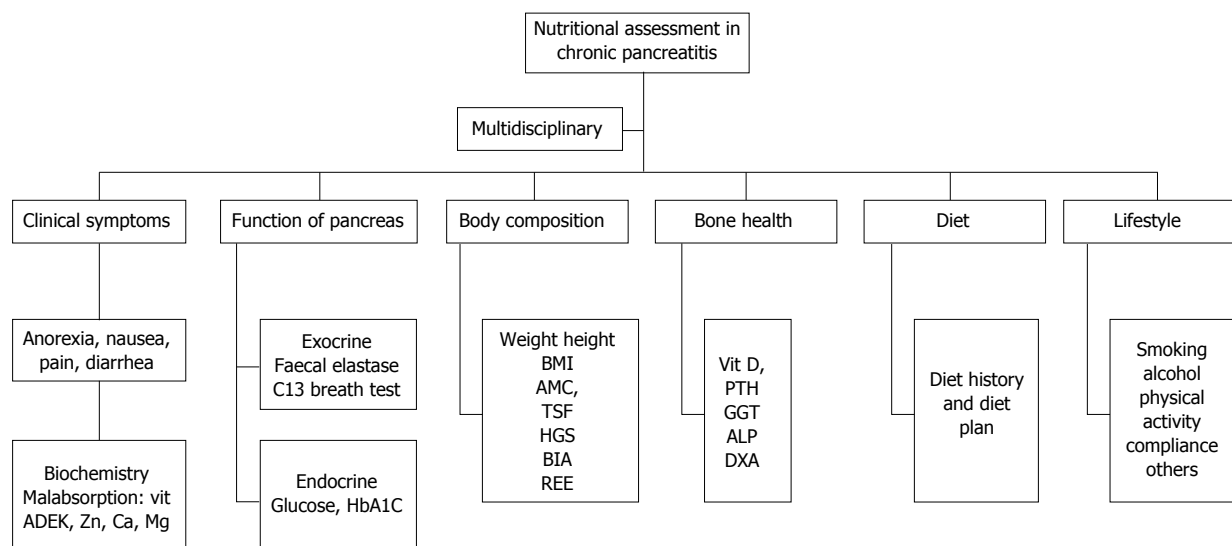 Nutritional assessment in
chronic pancreatitis
Multidisciplinary
Clinical symptoms
Function of pancreas
Body composition
Bone health
Diet
Lifestyle
Anorexia, nausea,
pain, diarrhea
Biochemistry
Malabsorption: vit
ADEK, Zn, Ca, Mg
Exocrine
Faecal elastase
C13 breath test
Endocrine
Glucose, HbA1C
Weight height
BMI
AMC,
TSF
HGS
BIA
REE
Vit D,
PTH
GGT
ALP
DXA
Diet history
and diet
plan
Smoking
alcohol
physical
activity
compliance
others